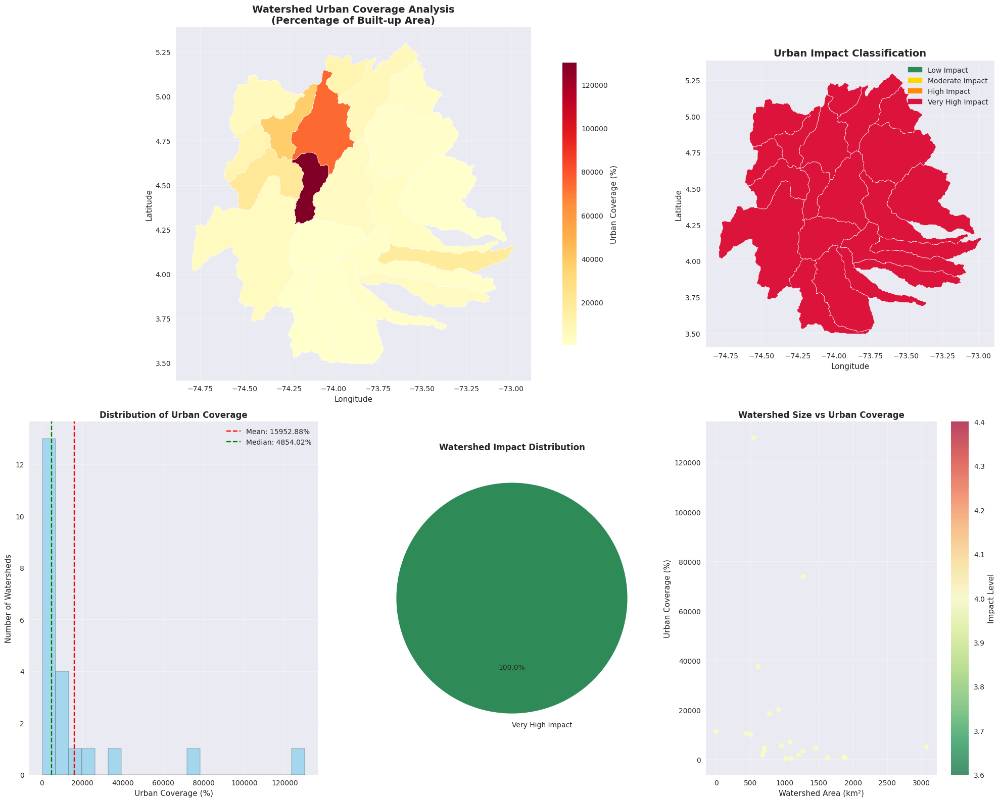 Watershed Urban Coverage Analysis
(Percentage of Built-up Area)
5.25
5.00
4.75
4.50
4.25
4.00
3.75
3.50
Latitude
−74.75 −74.50 −74.25 −74.00 −73.75 −73.50 −73.25 −73.00
Longitude
120000
100000
80000
60000
40000
20000
Urban Coverage (%)
Urban Impact Classification
Low Impact
Moderate Impact
High Impact
Very High Impact
5.25
5.00
4.75
4.50
4.25
4.00
3.75
3.50
Latitude
−74.75 −74.50 −74.25 −74.00 −73.75 −73.50 −73.25 −73.00
Longitude
Distribution of Urban Coverage
Mean: 15952.88%
Median: 4854.02%
12
10
8
6
4
2
0
Number of Watersheds
0 20000 40000 60000 80000 100000 120000
Urban Coverage (%)
Watershed Impact Distribution
100.0%
Very High Impact
Watershed Size vs Urban Coverage
120000
100000
80000
60000
40000
20000
0
Urban Coverage (%)
0 500 1000 1500 2000 2500 3000
Watershed Area (km²)
4.4
4.3
4.2
4.1
4.0
3.9
3.8
3.7
3.6
Impact Level